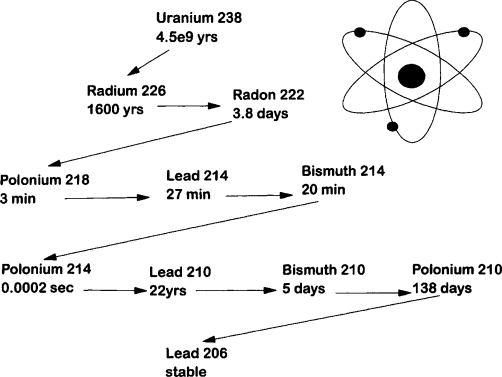 Uranium 238
4.5e9 yrs
Radium 226
1600 yrs
Radon 222
3.8 days
Polonium 218
3 min
Lead 214
27 min
Bismuth 214
20 min
Polonium 214
0.0002 sec
Lead 210
22yrs
Bismuth 210
5 days
Polonium 210
138 days
Lead 206
stable